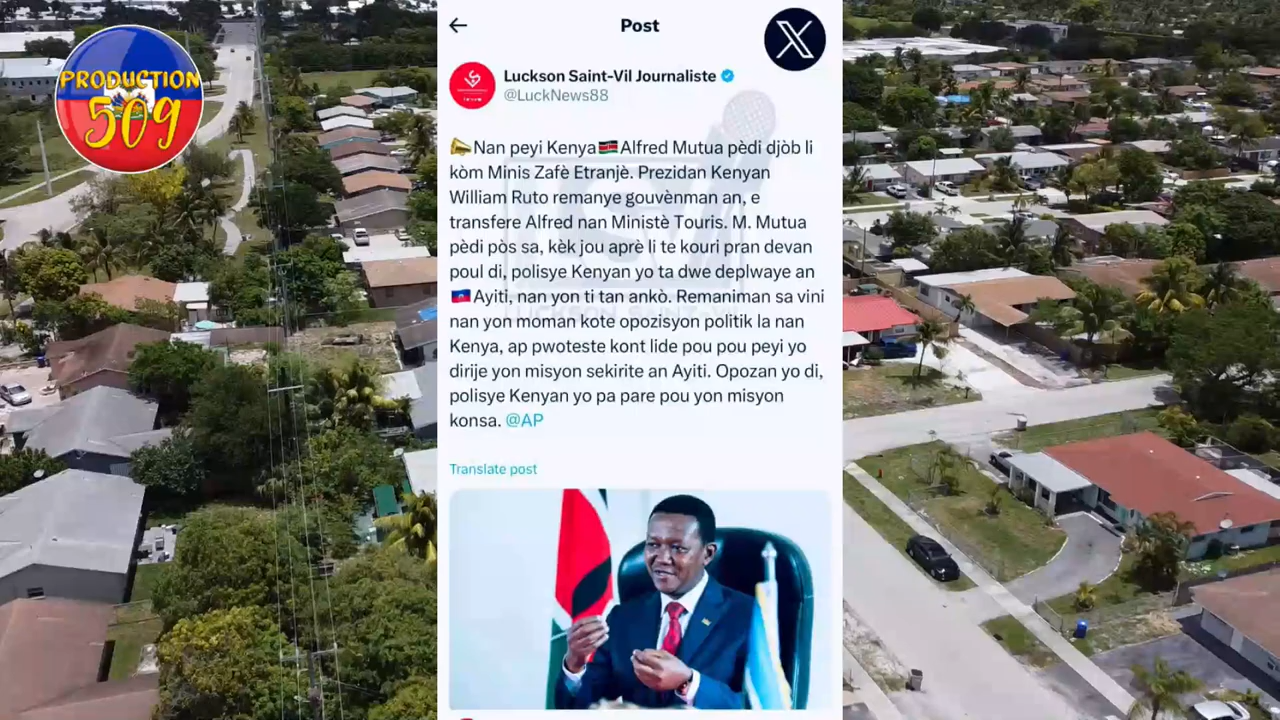 PRODUCTION
509
Post
X
Luckson Saint-Vil Journaliste
@LuckNews88
Nan peyi Kenya Alfred Mutua pèdi djòb li
kòm Minis Zafè Etranjè. Prezidan Kenyan
William Ruto remanye gouvènman an, e
transfere Alfred nan Ministè Touris. M. Mutua
pèdi pòs sa, kèk jou aprè li te kouri pran devan
poul di, polisye Kenyan yo ta dwe deplwaye an
Ayiti, nan yon ti tan ankò. Remaniman sa vini
nan yon moman kote opozisyon politik la nan
Kenya, ap pwoteste kont lide pou pou peyi yo
dirije yon misyon sekirite an Ayiti. Opozan yo di,
polisye Kenyan yo pa pare pou yon misyon
konsa. @AP
Translate post